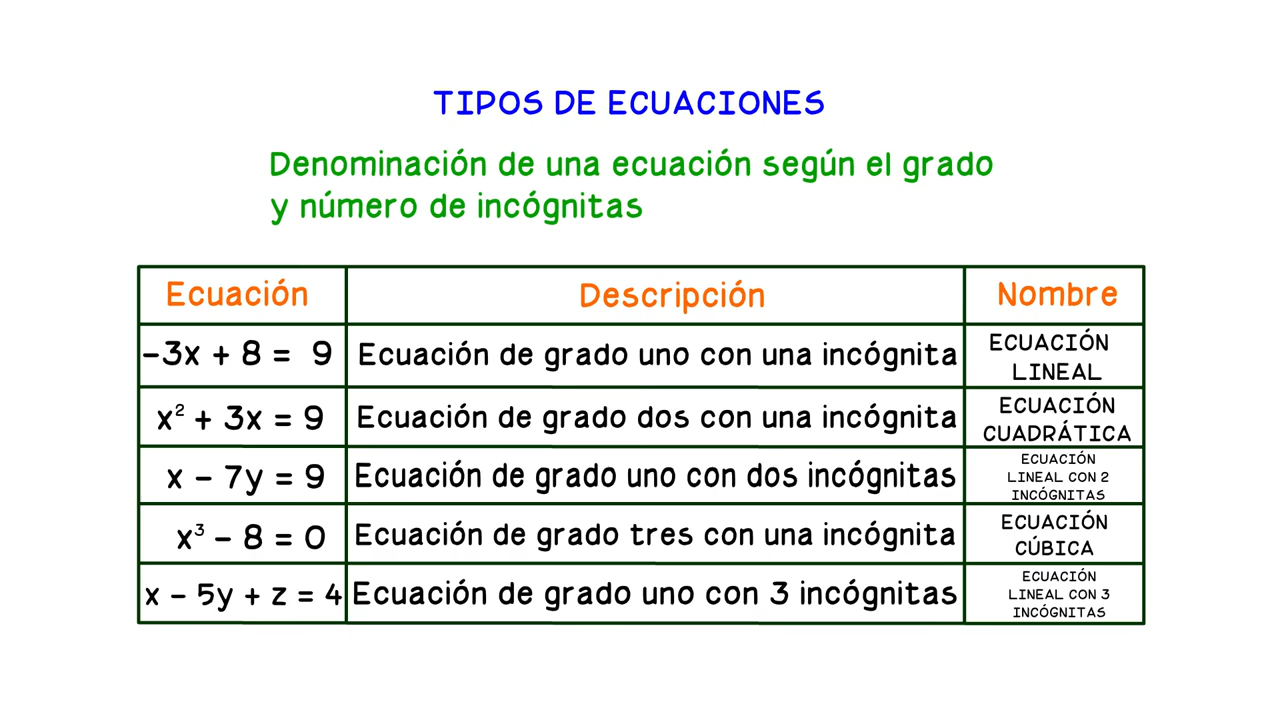 TIPOS DE ECUACIONES
Denominación de una ecuación según el grado
y número de incógnitas
Ecuación Descripción Nombre
-3x + 8 = 9 Ecuación de grado uno con una incógnita ECUACIÓN
LINEAL
x² + 3x = 9 Ecuación de grado dos con una incógnita ECUACIÓN
CUADRÁTICA
x - 7y = 9 Ecuación de grado uno con dos incógnitas ECUACIÓN
LINEAL CON 2
INCÓGNITAS
x³ - 8 = 0 Ecuación de grado tres con una incógnita ECUACIÓN
CÚBICA
x - 5y + z = 4 Ecuación de grado uno con 3 incógnitas ECUACIÓN
LINEAL CON 3
INCÓGNITAS